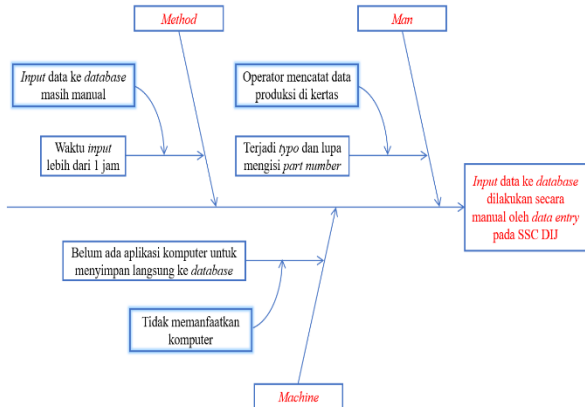 Method
Man
Input data ke database
masih manual
Operator mencatat data
produksi di kertas
Waktu input
lebih dari 1 jam
Terjadi typo dan lupa
mengisi part number
Input data ke database
dilakukan secara
manual oleh data entry
pada SSC DIJ
Belum ada aplikasi komputer untuk
menyimpan langsung ke database
Tidak memanfaatkan
komputer
Machine